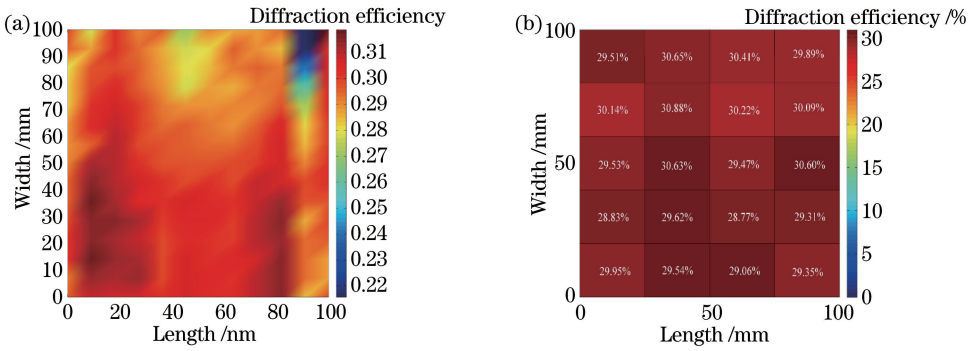 (a)
Diffraction efficiency
100
90
80
70
60
50
40
30
20
10
0
Width /mm
0 20 40 60 80 100
Length /nm
0.31
0.30
0.29
0.28
0.27
0.26
0.25
0.24
0.23
0.22
(b)
Diffraction efficiency /%
100
50
0
Width /mm
29.51% 30.65% 30.41% 29.89%
30.14% 30.88% 30.22% 30.09%
29.53% 30.63% 29.47% 30.60%
28.83% 29.62% 28.77% 29.31%
29.95% 29.54% 29.06% 29.35%
0 50 100
Length /mm
30
25
20
15
10
5
0